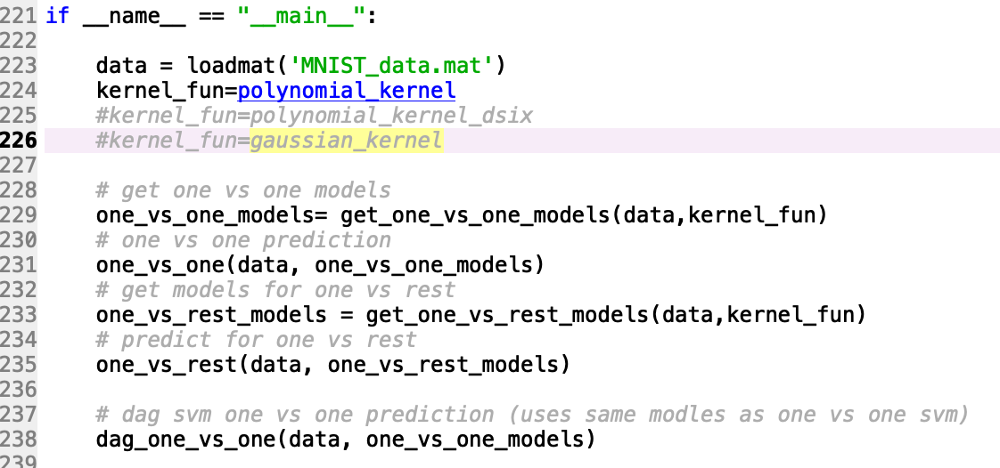 221 if __name__ == "__main__":
222
223 data = loadmat('MNIST_data.mat')
224 kernel_fun=polynomial_kernel
225 #kernel_fun=polynomial_kernel_dsix
226 #kernel_fun=gaussian_kernel
227
228 # get one vs one models
229 one_vs_one_models= get_one_vs_one_models(data,kernel_fun)
230 # one vs one prediction
231 one_vs_one(data, one_vs_one_models)
232 # get models for one vs rest
233 one_vs_rest_models = get_one_vs_rest_models(data,kernel_fun)
234 # predict for one vs rest
235 one_vs_rest(data, one_vs_rest_models)
236
237 # dag svm one vs one prediction (uses same modles as one vs one svm)
238 dag_one_vs_one(data, one_vs_one_models)
239